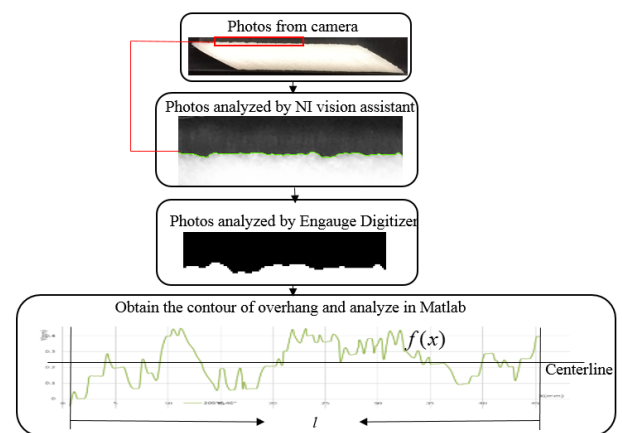 Photos from camera
Photos analyzed by NI vision assistant
Photos analyzed by Engauge Digitizer
Obtain the contour of overhang and analyze in Matlab
f(x)
Centerline
l